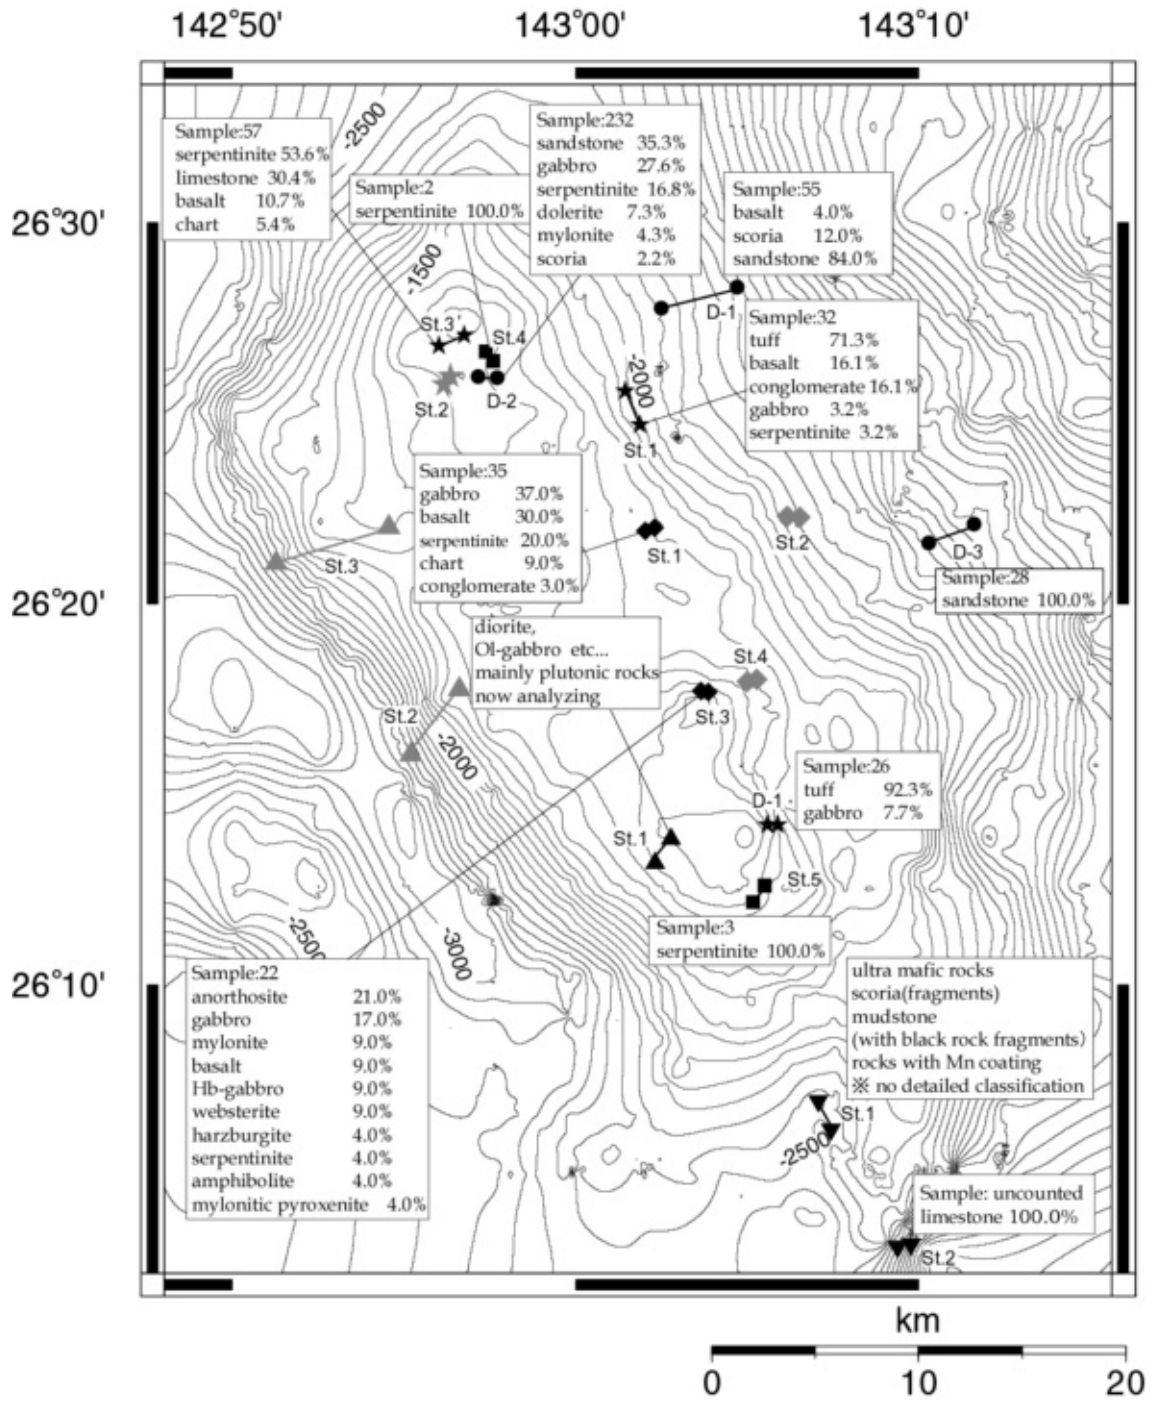 142°50' 143°00' 143°10'
-2500
Sample:57
serpentinite 53.6%
limestone 30.4%
basalt 10.7%
chart 5.4%
Sample:2
serpentinite 100.0%
Sample:232
sandstone 35.3%
gabbro 27.6%
serpentinite 16.8%
dolerite 7.3%
mylonite 4.3%
scoria 2.2%
Sample:55
basalt 4.0%
scoria 12.0%
sandstone 84.0%
26°30'
-1500
St.3
St.4
St.2
D-2
D-1
-2000
St.1
Sample:32
tuff 71.3%
basalt 16.1%
conglomerate 16.1%
gabbro 3.2%
serpentinite 3.2%
Sample:35
gabbro 37.0%
basalt 30.0%
serpentinite 20.0%
chart 9.0%
conglomerate 3.0%
St.3
St.1
St.2
D-3
Sample:28
sandstone 100.0%
26°20'
diorite,
Ol-gabbro etc...
mainly plutonic rocks
now analyzing
St.4
St.3
St.2
-2000
Sample:26
tuff 92.3%
gabbro 7.7%
D-1
St.1
St.5
Sample:3
serpentinite 100.0%
-2500
-3000
26°10'
Sample:22
anorthosite 21.0%
gabbro 17.0%
mylonite 9.0%
basalt 9.0%
Hb-gabbro 9.0%
websterite 9.0%
harzburgite 4.0%
serpentinite 4.0%
amphibolite 4.0%
mylonitic pyroxenite 4.0%
ultra mafic rocks
scoria(fragments)
mudstone
(with black rock fragments)
rocks with Mn coating
※ no detailed classification
St.1
-2500
Sample: uncounted
limestone 100.0%
St.2
km
0 10 20